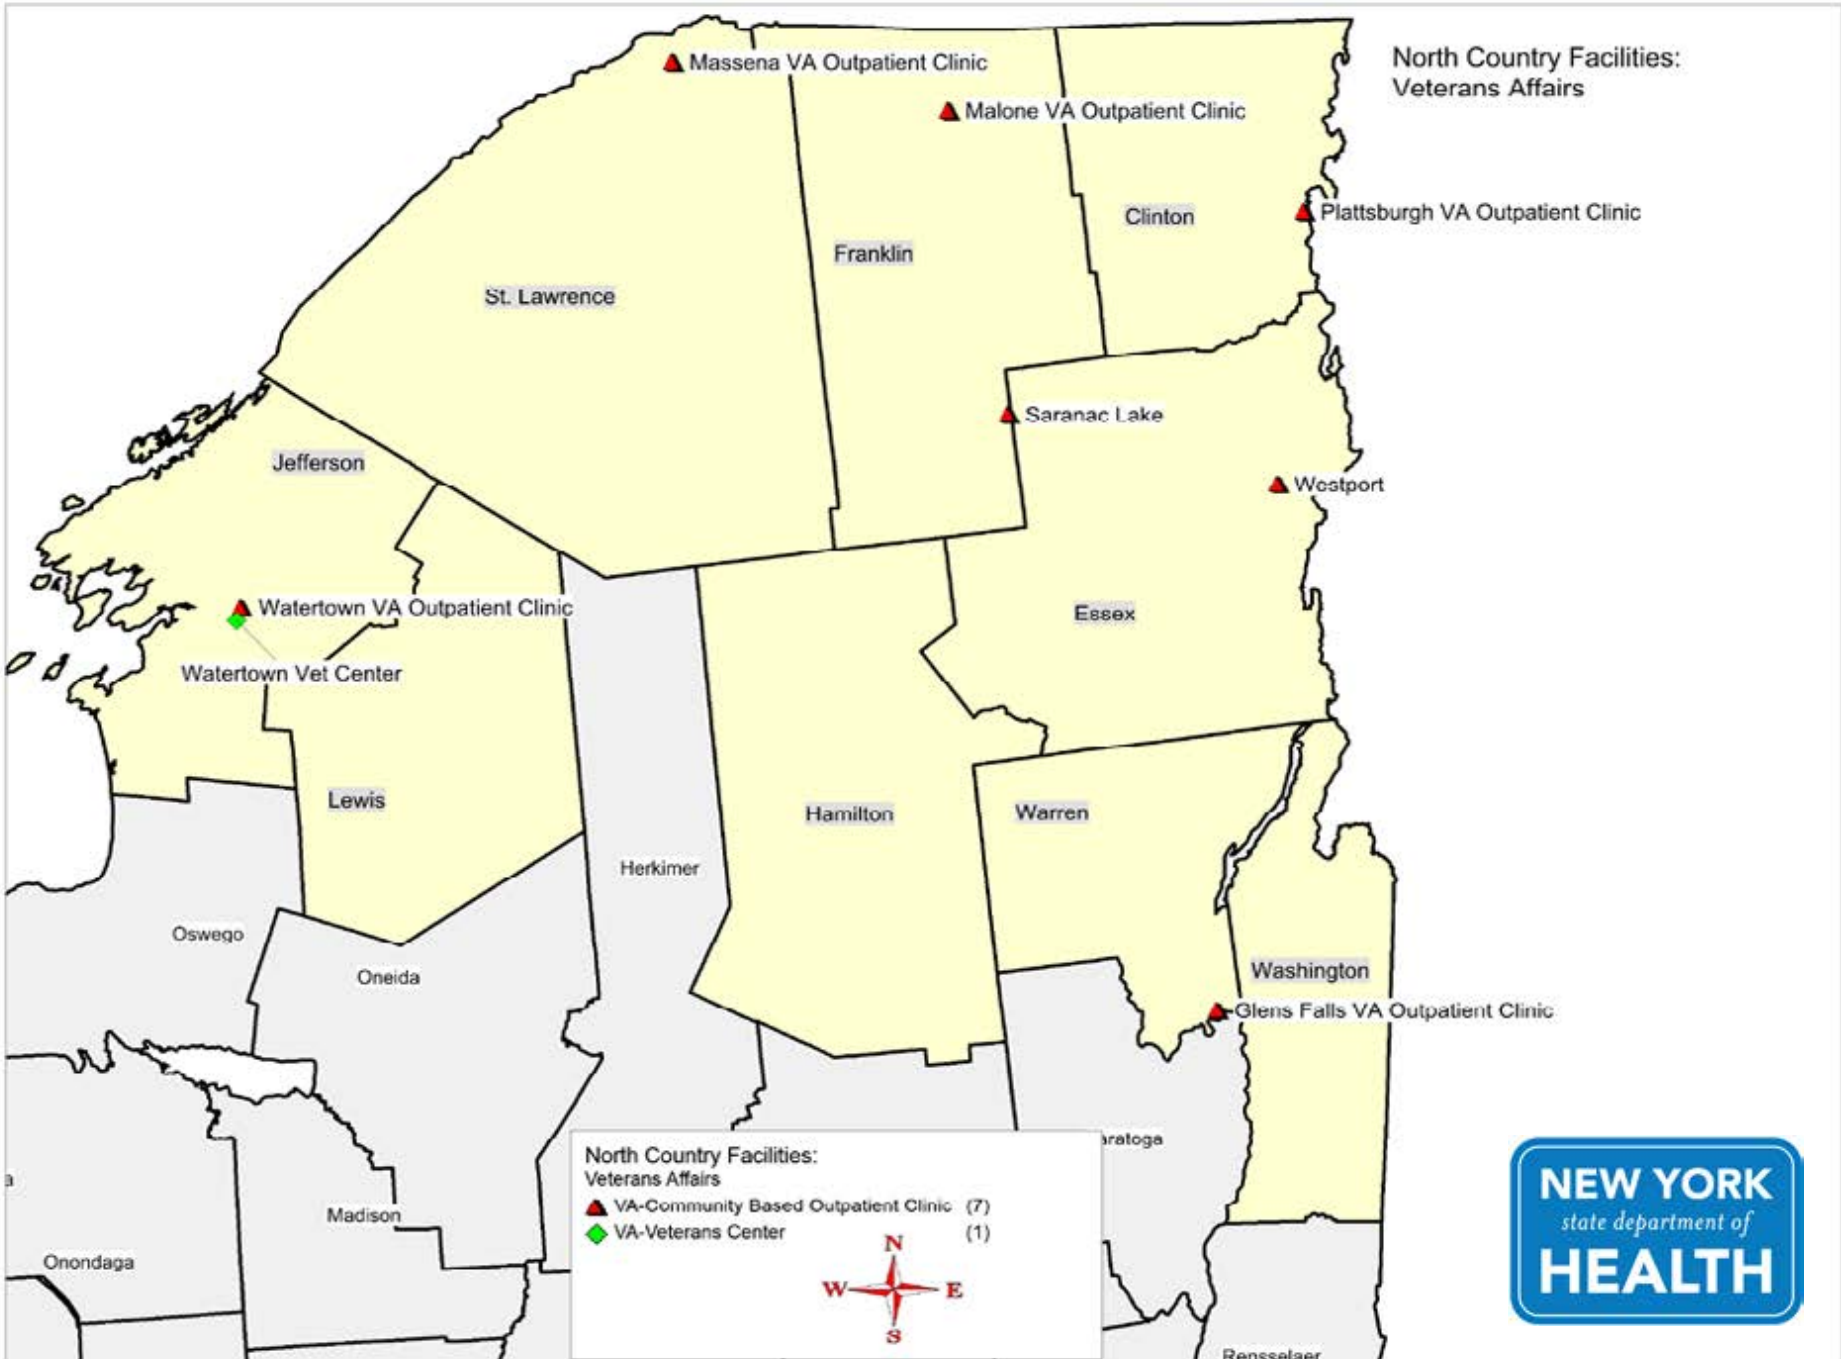 North Country Facilities:
Veterans Affairs
Massena VA Outpatient Clinic
Malone VA Outpatient Clinic
Plattsburgh VA Outpatient Clinic
Clinton
Franklin
St. Lawrence
Saranac Lake
Jefferson
Westport
Watertown VA Outpatient Clinic
Essex
Watertown Vet Center
Lewis
Hamilton
Warren
Herkimer
Oswego
Oneida
Washington
Glens Falls VA Outpatient Clinic
aratoga
a
Madison
Onondaga
North Country Facilities:
Veterans Affairs
VA-Community Based Outpatient Clinic (7)
VA-Veterans Center (1)
N
W E
S
NEW YORK
state department of
HEALTH
Rensselaer